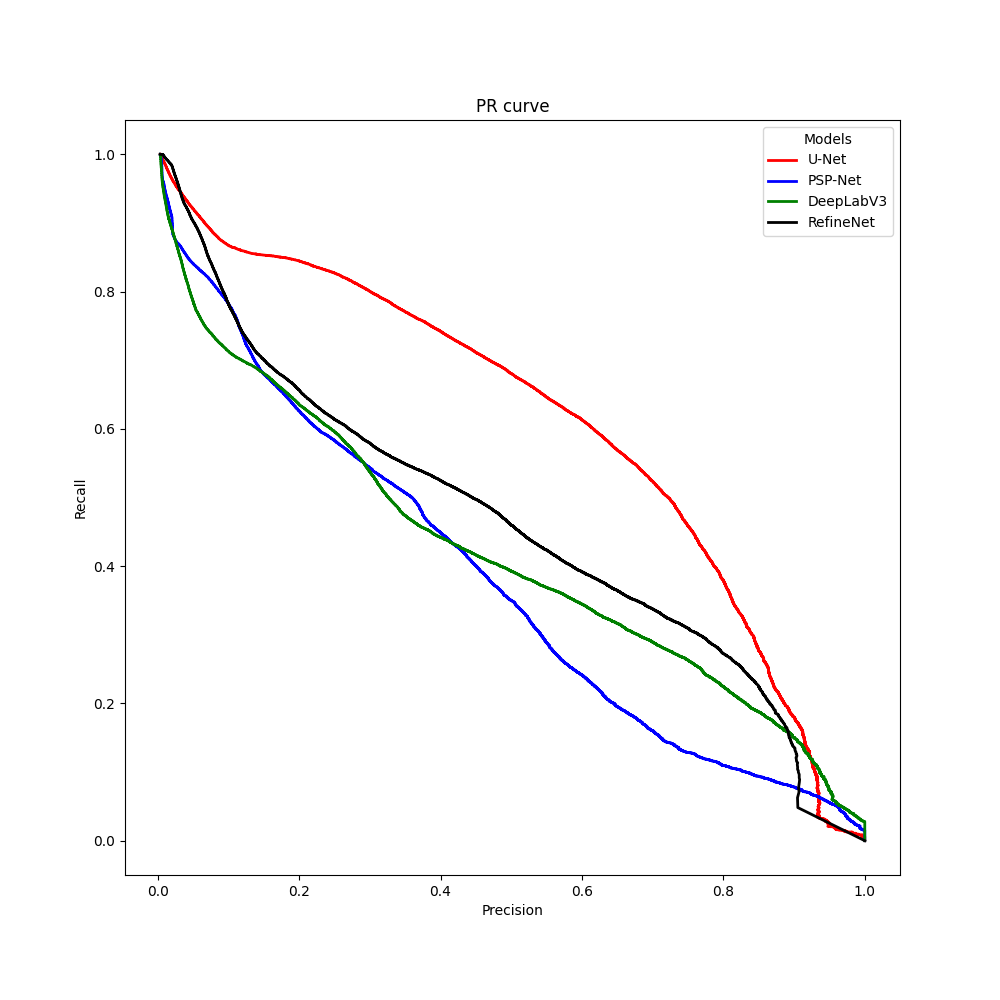 PR curve
Models
U-Net
PSP-Net
DeepLabV3
RefineNet
1.0
0.8
0.6
0.4
0.2
0.0
Recall
0.0 0.2 0.4 0.6 0.8 1.0
Precision